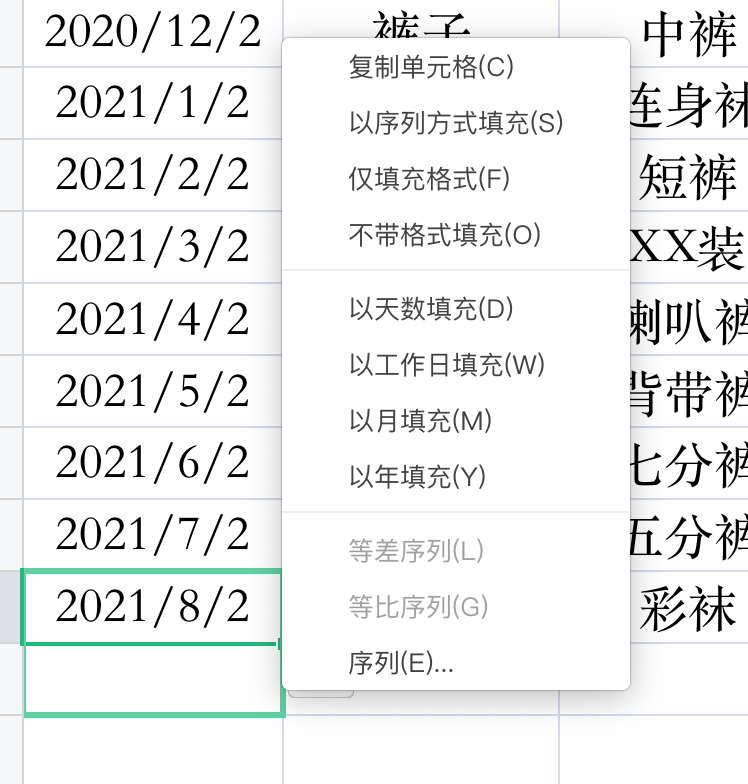 2020/12/2 裤子 中裤
2021/1/2
2021/2/2 短裤
2021/3/2 XX装
2021/4/2 喇叭裤
2021/5/2 背带裤
2021/6/2 七分裤
2021/7/2 五分裤
2021/8/2 彩袜
复制单元格(C)
以序列方式填充(S)
仅填充格式(F)
不带格式填充(O)
以天数填充(D)
以工作日填充(W)
以月填充(M)
以年填充(Y)
等差序列(L)
等比序列(G)
序列(E)...